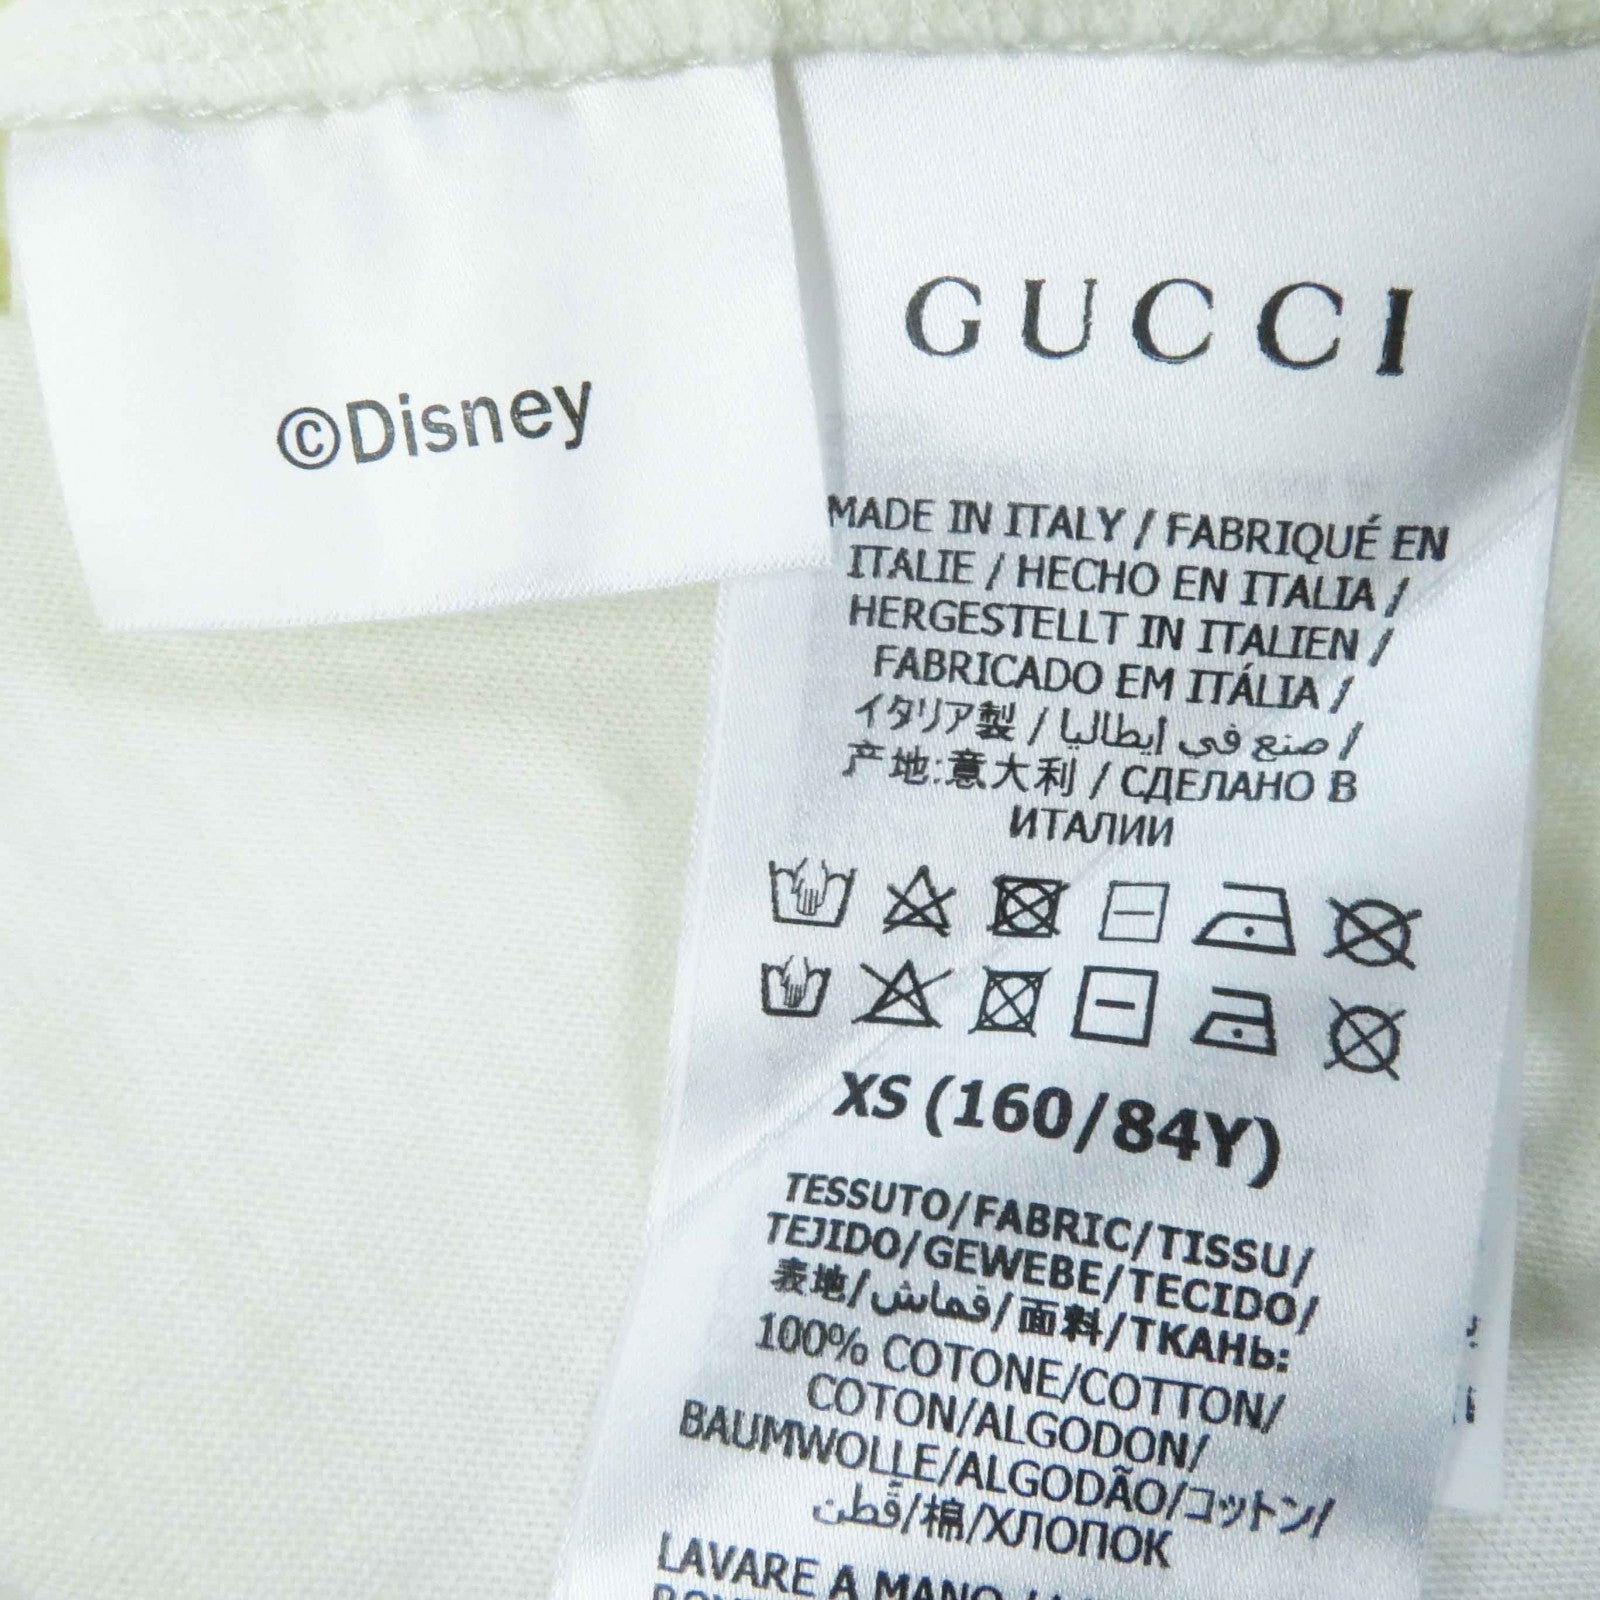 ©Disney
GUCCI
MADE IN ITALY / FABRIQUÉ EN
ITALIE / HECHO EN ITALIA /
HERGESTELLT IN ITALIEN /
FABRICADO EM ITÁLIA /
イタリア製 / صنع في إيطاليا /
产地:意大利 / СДЕЛАНО В
ИТАЛИИ
XS (160/84Y)
TESSUTO/FABRIC/TISSU/
TEJIDO/GEWEBE/TECIDO/
表地/قماش/面料/ТКАНЬ:
100% COTONE/COTTON/
COTON/ALGODON/
BAUMWOLLE/ALGODÃO/コットン/
قطن/棉/ХЛОПОК
LAVARE A MANO /